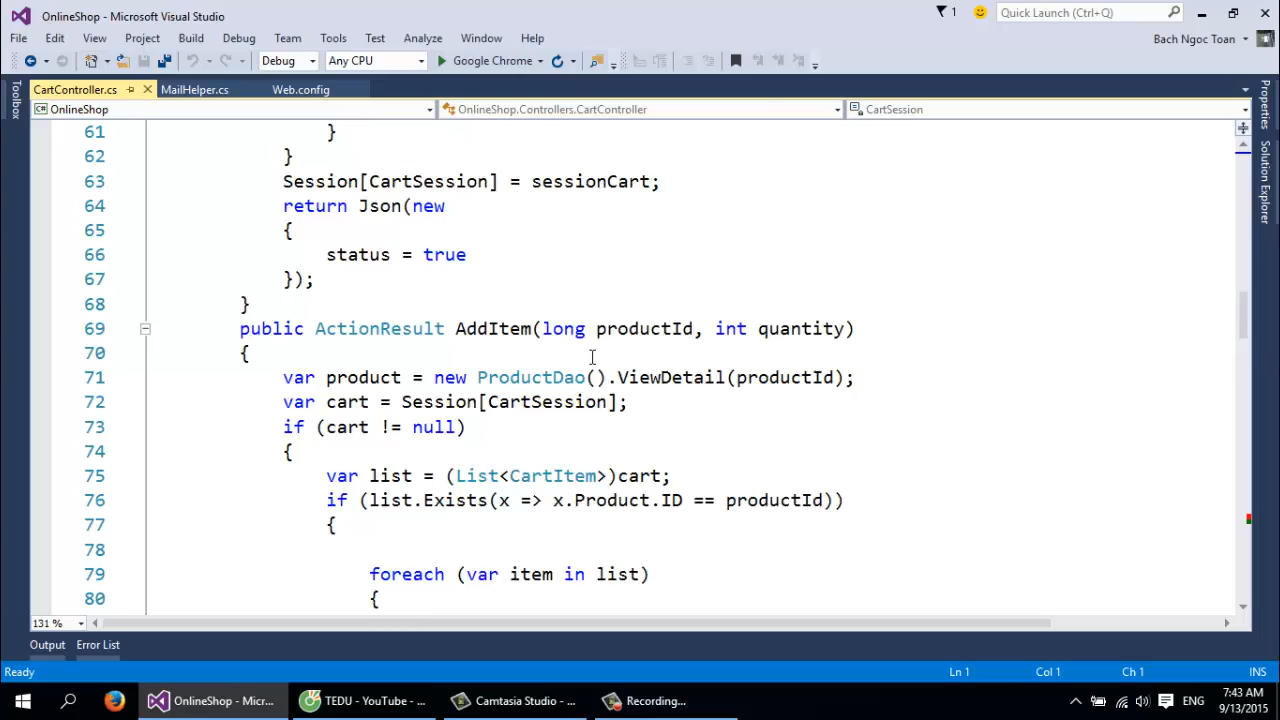 OnlineShop - Microsoft Visual Studio
1
Quick Launch (Ctrl+Q)
File Edit View Project Build Debug Team Tools Test Analyze Window Help
Bach Ngoc Toan
Debug
Any CPU
Google Chrome
CartController.cs
MailHelper.cs
Web.config
OnlineShop
OnlineShop.Controllers.CartController
CartSession
Toolbox
Properties
Solution Explorer
61 }
62 }
63 Session[CartSession] = sessionCart;
64 return Json(new
65 {
66 status = true
67 });
68 }
69 public ActionResult AddItem(long productId, int quantity)
70 {
71 var product = new ProductDao().ViewDetail(productId);
72 var cart = Session[CartSession];
73 if (cart != null)
74 {
75 var list = (List<CartItem>)cart;
76 if (list.Exists(x => x.Product.ID == productId))
77 {
78
79 foreach (var item in list)
80 {
131 %
Output Error List
Ready
Ln 1
Col 1
Ch 1
INS
OnlineShop - Micr...
TEDU - YouTube - ...
Camtasia Studio - ...
Recording...
ENG
7:43 AM
9/13/2015